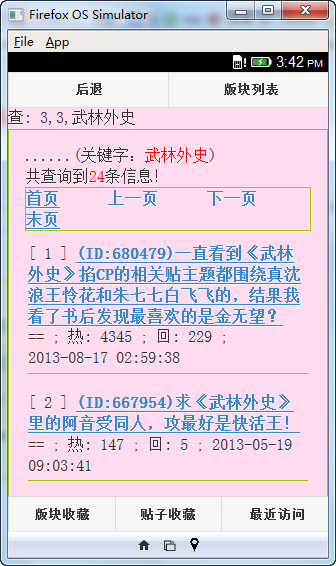 Firefox OS Simulator
File App
3:42 PM
后退 版块列表
查: 3,3,武林外史
......(关键字: 武林外史)
共查询到24条信息!
首页 上一页 下一页
末页
[ 1 ] (ID:680479)一直看到《武林
外史》掐CP的相关贴主题都围绕真沈
浪王怜花和朱七七白飞飞的，结果我
看了书后发现最喜欢的是金无望？
== ; 热: 4345 ; 回: 229 ;
2013-08-17 02:59:38
[ 2 ] (ID:667954)求《武林外史》
里的阿音受同人，攻最好是快活王！
== ; 热: 147 ; 回: 5 ; 2013-05-19
09:03:41
版块收藏 贴子收藏 最近访问